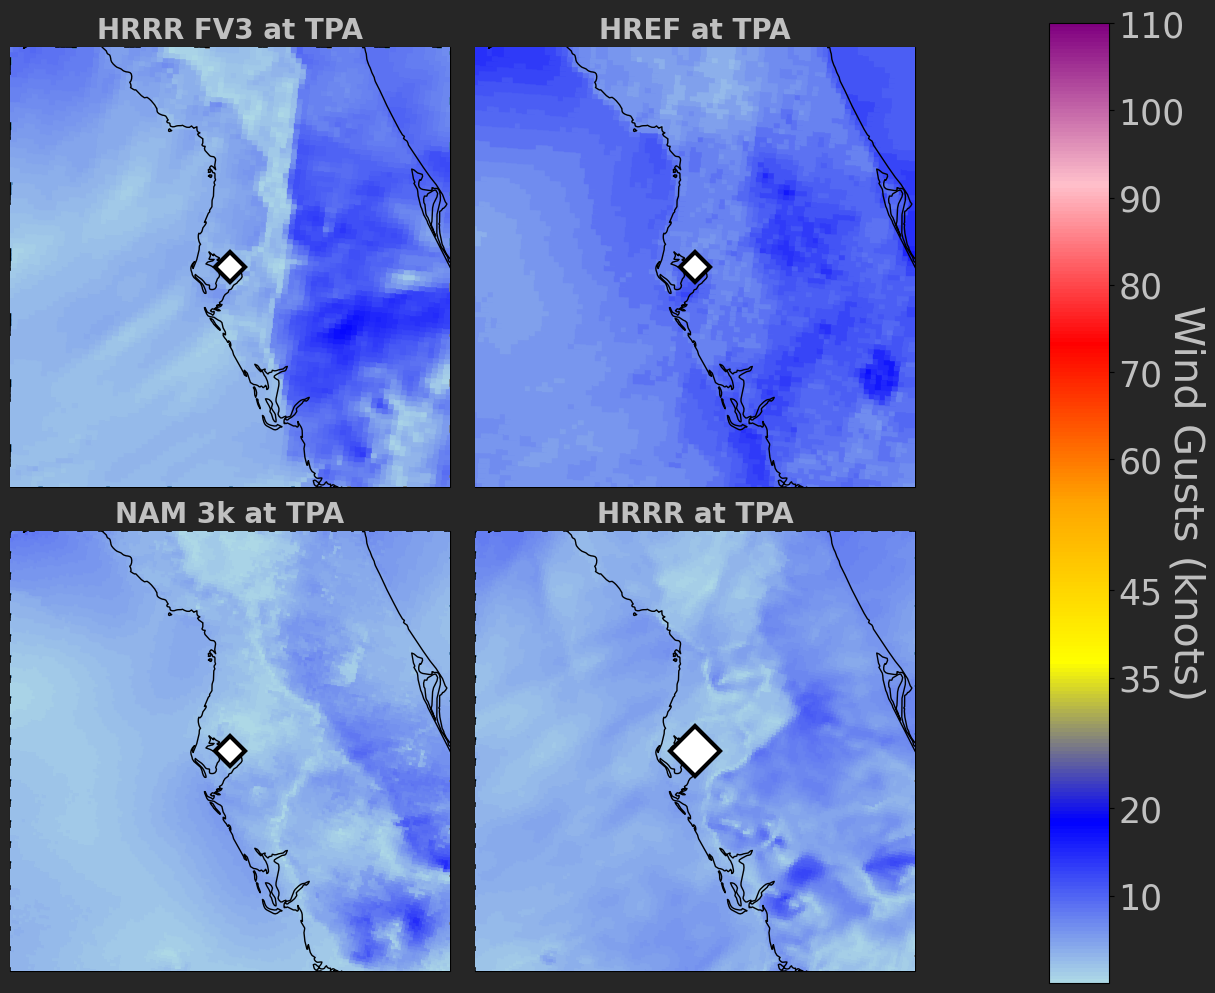 HRRR FV3 at TPA
HREF at TPA
NAM 3k at TPA
HRRR at TPA
110
100
90
80
70
60
45
35
20
10
Wind Gusts (knots)